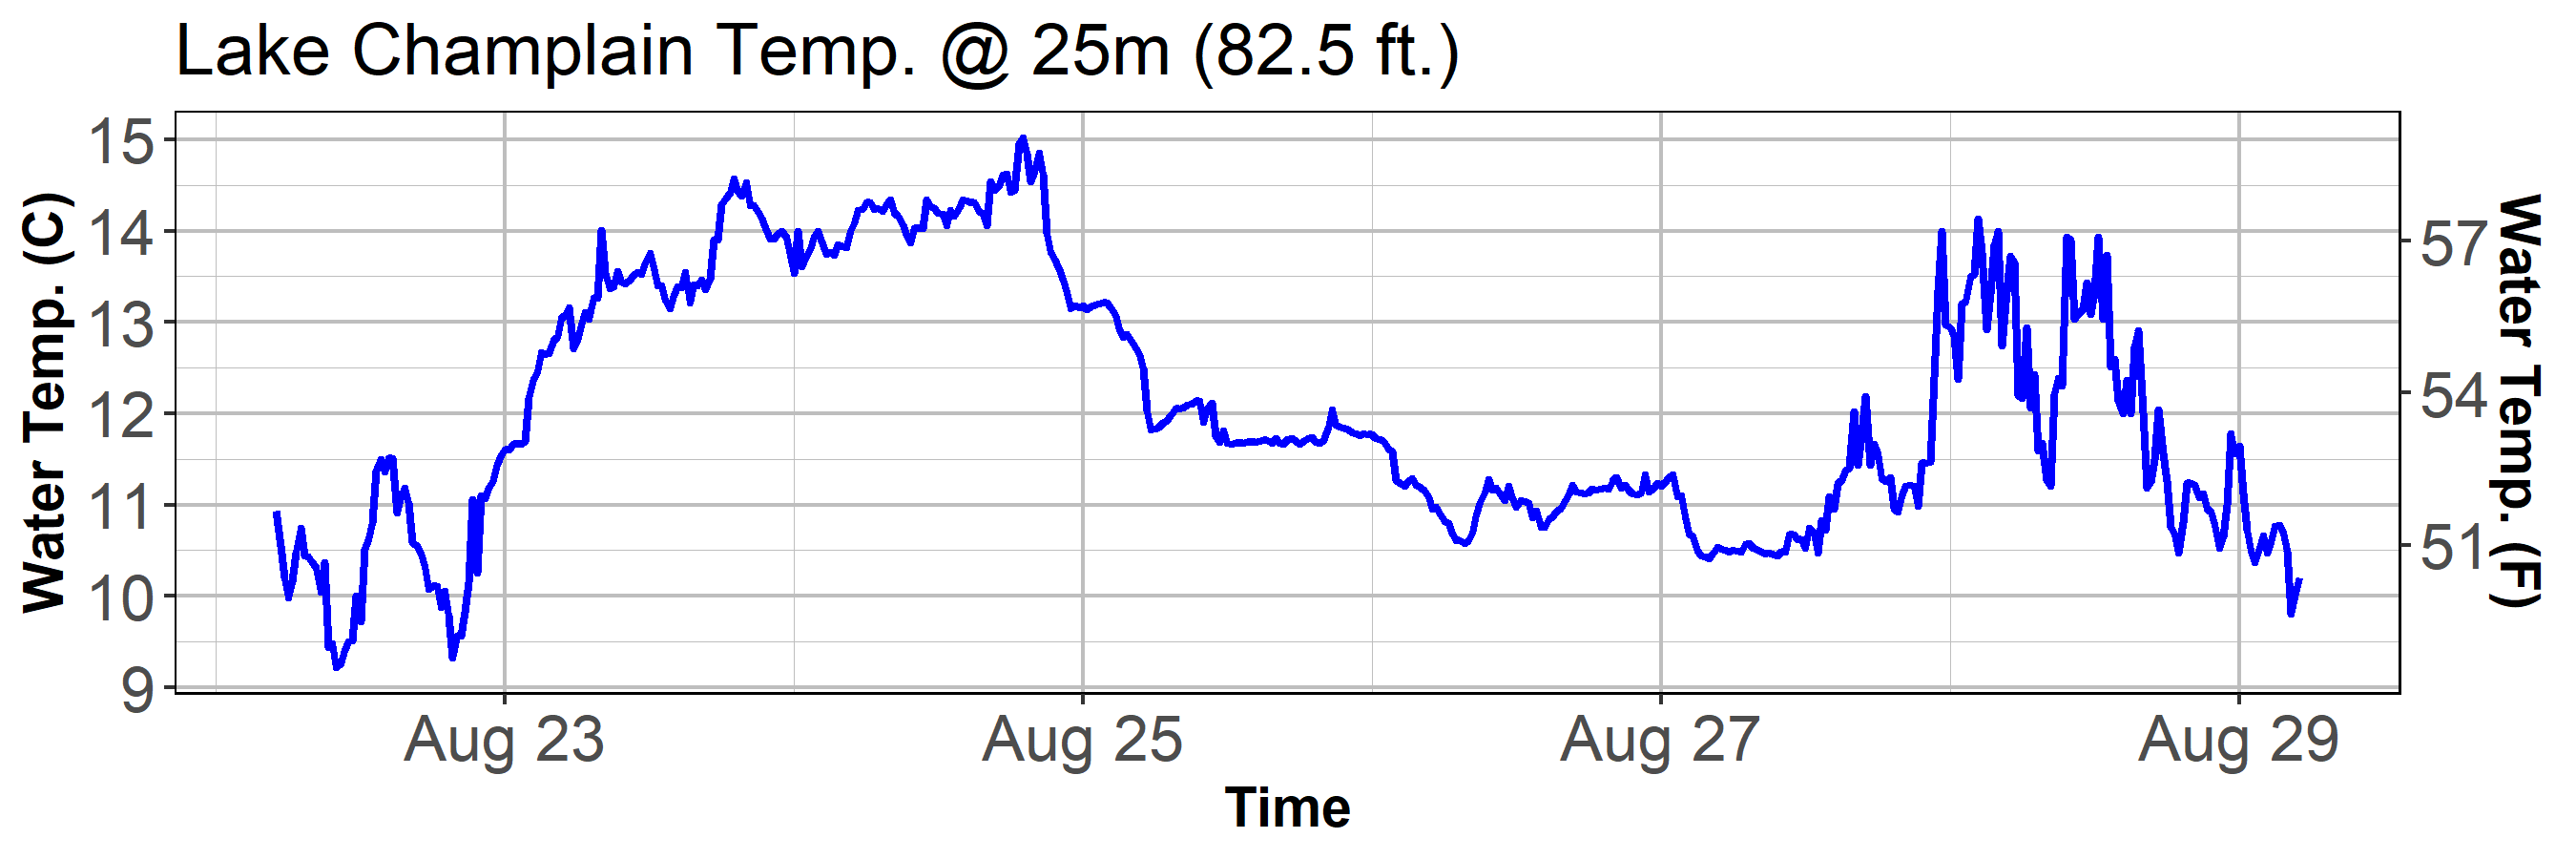 Lake Champlain Temp. @ 25m (82.5 ft.)
Water Temp. (C)
15
14
13
12
11
10
9
57
54
51
Water Temp. (F)
Aug 23 Aug 25 Aug 27 Aug 29
Time